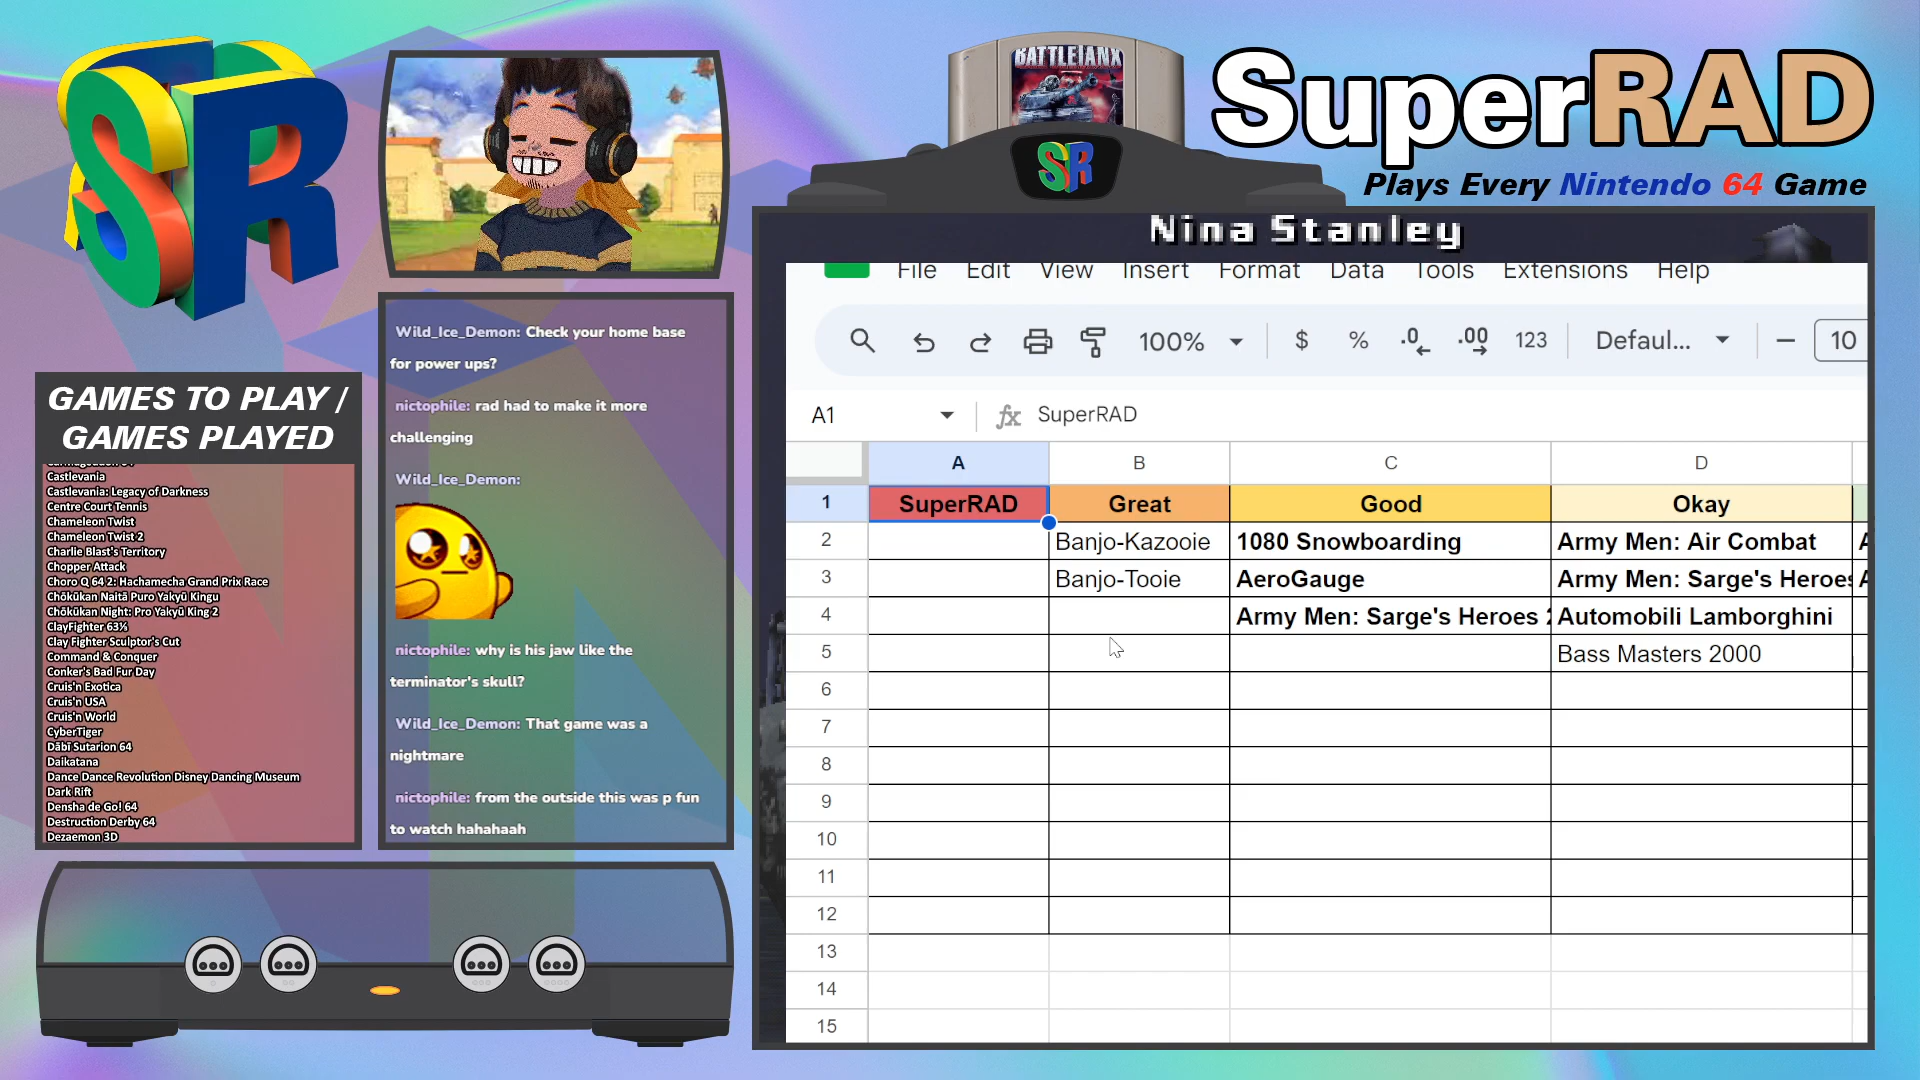 SR
BATTLETANX
SR
SuperRAD
Plays Every Nintendo 64 Game
Nina Stanley
GAMES TO PLAY /
GAMES PLAYED
Castlevania
Castlevania: Legacy of Darkness
Centre Court Tennis
Chameleon Twist
Chameleon Twist 2
Charlie Blast's Territory
Chopper Attack
Choro Q 64 2: Hachamecha Grand Prix Race
Chōkūkan Naitā Puro Yakyū Kingu
Chōkūkan Night: Pro Yakyū King 2
ClayFighter 63⅓
Clay Fighter Sculptor's Cut
Command & Conquer
Conker's Bad Fur Day
Cruis'n Exotica
Cruis'n USA
Cruis'n World
CyberTiger
Dābī Sutarion 64
Daikatana
Dance Dance Revolution Disney Dancing Museum
Dark Rift
Densha de Go! 64
Destruction Derby 64
Dezaemon 3D
Wild_Ice_Demon: Check your home base
for power ups?
nictophile: rad had to make it more
challenging
Wild_Ice_Demon:
nictophile: why is his jaw like the
terminator's skull?
Wild_Ice_Demon: That game was a
nightmare
nictophile: from the outside this was p fun
to watch hahahaah
File Edit View Insert Format Data Tools Extensions Help
100% $ % .0 .00 123 Defaul... 10
A1 fx SuperRAD
A B C D
1 SuperRAD Great Good Okay
2 Banjo-Kazooie 1080 Snowboarding Army Men: Air Combat
3 Banjo-Tooie AeroGauge Army Men: Sarge's Heroes
4 Army Men: Sarge's Heroes Automobili Lamborghini
5 Bass Masters 2000
6
7
8
9
10
11
12
13
14
15